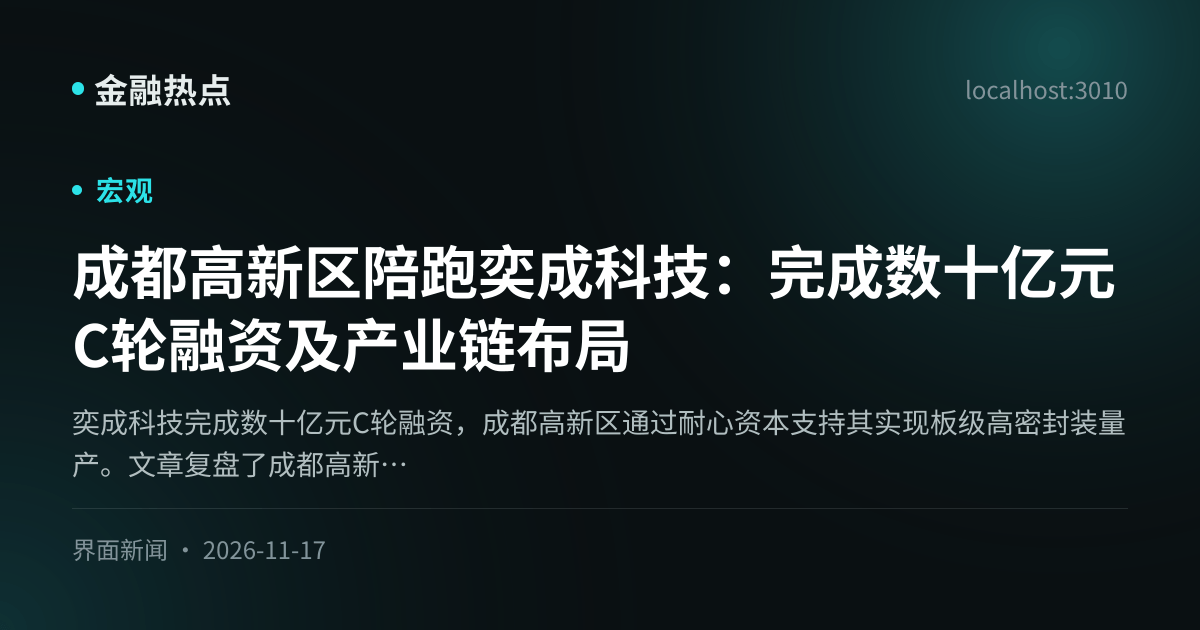 金融热点
localhost:3010
宏观
成都高新区陪跑奕成科技：完成数十亿元
C轮融资及产业链布局
奕成科技完成数十亿元C轮融资，成都高新区通过耐心资本支持其实现板级高密封装量
产。文章复盘了成都高新…
界面新闻 • 2026-11-17